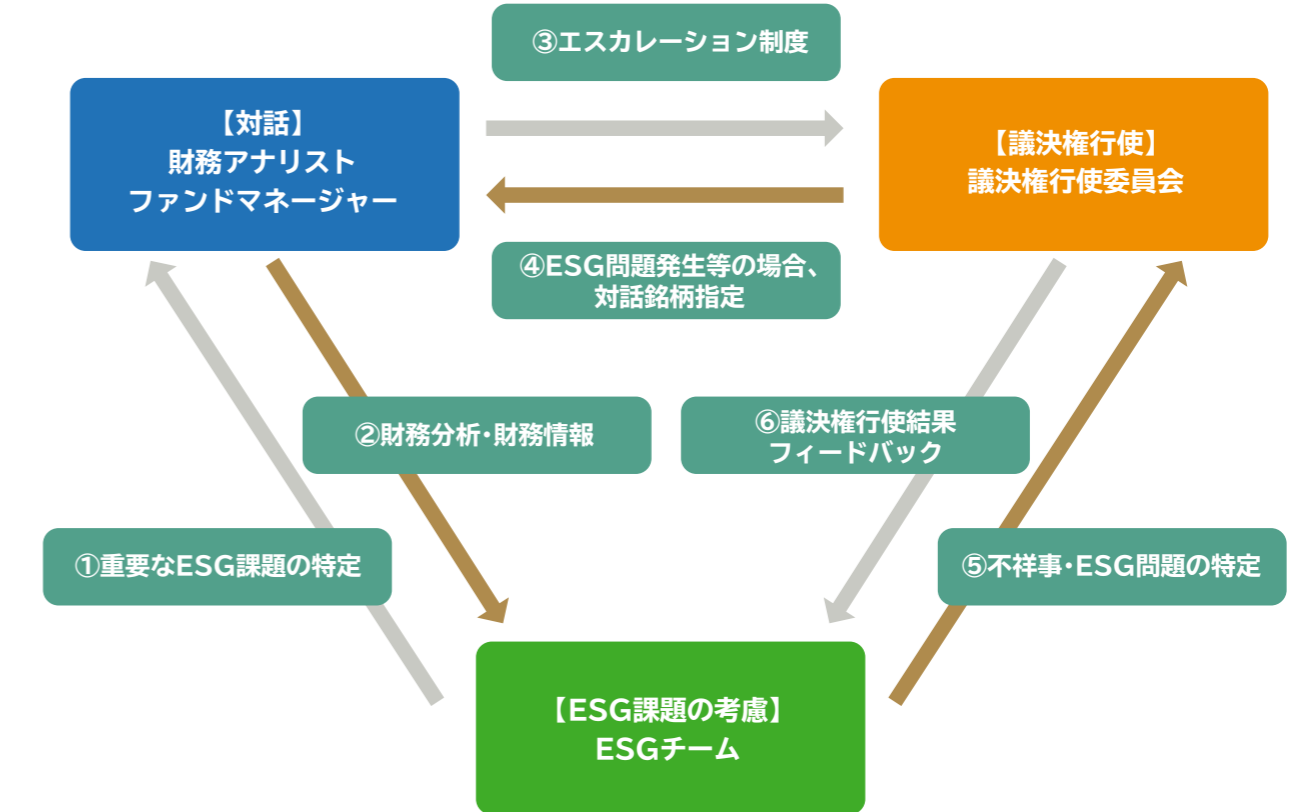 ③エスカレーション制度
【対話】
財務アナリスト
ファンドマネージャー
【議決権行使】
議決権行使委員会
④ESG問題発生等の場合、
対話銘柄指定
②財務分析・財務情報
⑥議決権行使結果
フィードバック
①重要なESG課題の特定
⑤不祥事・ESG問題の特定
【ESG課題の考慮】
ESGチーム